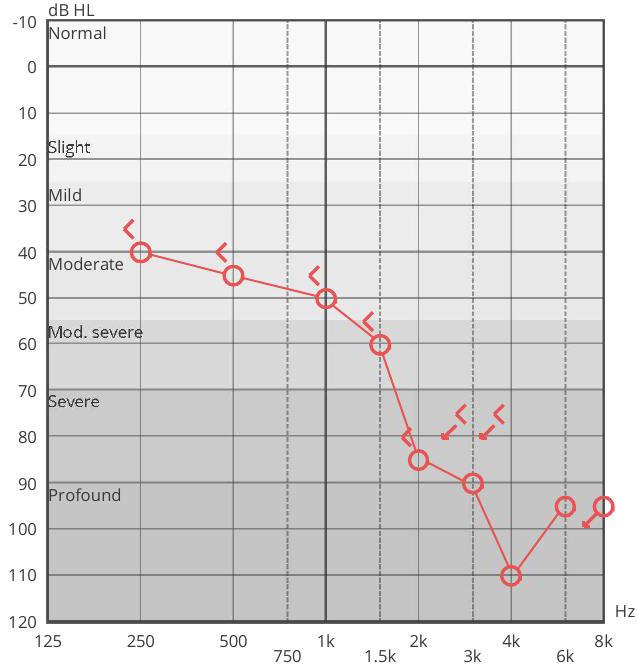 dB HL
-10
Normal
0
10
Slight
20
Mild
30
40
Moderate
50
Mod. severe
60
70
Severe
80
90
Profound
100
110
120
Hz
125 250 500 1k 2k 4k 8k
750 1.5k 3k 6k